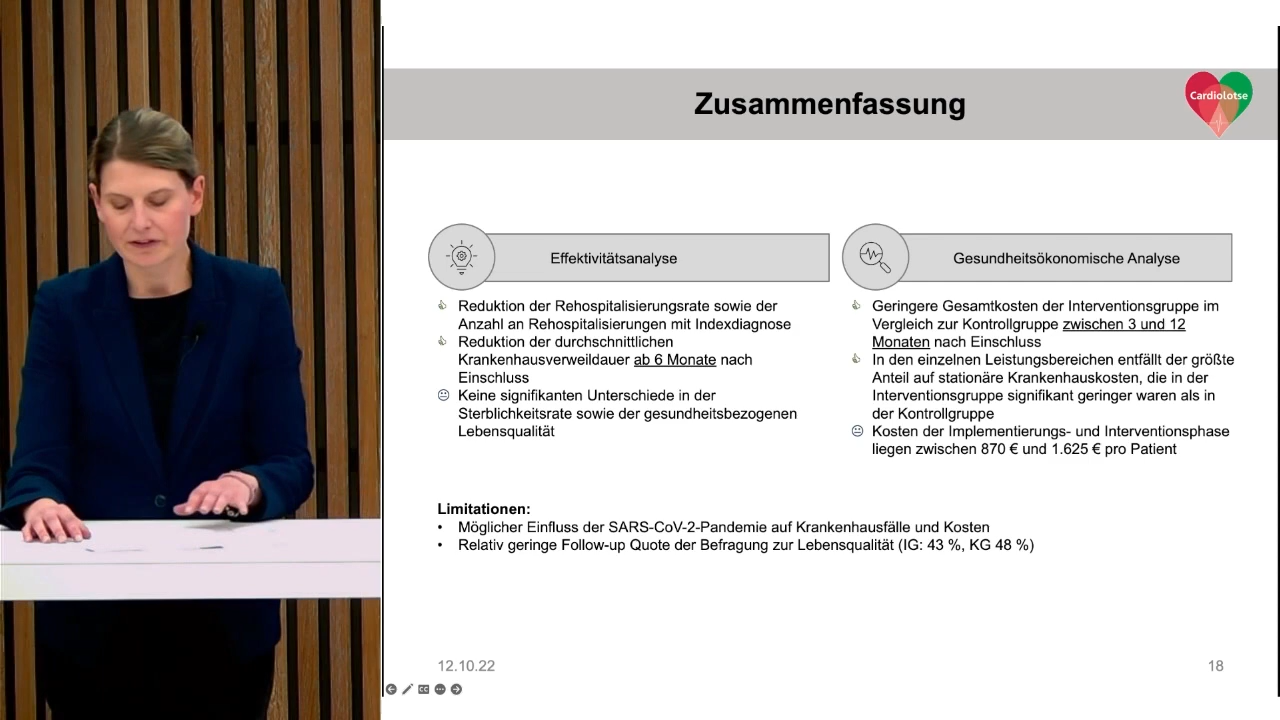 Zusammenfassung
Cardiolotse
Effektivitätsanalyse
Reduktion der Rehospitalisierungsrate sowie der
Anzahl an Rehospitalisierungen mit Indexdiagnose
Reduktion der durchschnittlichen
Krankenhausverweildauer ab 6 Monate nach
Einschluss
Keine signifikanten Unterschiede in der
Sterblichkeitsrate sowie der gesundheitsbezogenen
Lebensqualität
Gesundheitsökonomische Analyse
Geringere Gesamtkosten der Interventionsgruppe im
Vergleich zur Kontrollgruppe zwischen 3 und 12
Monaten nach Einschluss
In den einzelnen Leistungsbereichen entfällt der größte
Anteil auf stationäre Krankenhauskosten, die in der
Interventionsgruppe signifikant geringer waren als in
der Kontrollgruppe
Kosten der Implementierungs- und Interventionsphase
liegen zwischen 870 € und 1.625 € pro Patient
Limitationen:
• Möglicher Einfluss der SARS-CoV-2-Pandemie auf Krankenhausfälle und Kosten
• Relativ geringe Follow-up Quote der Befragung zur Lebensqualität (IG: 43 %, KG 48 %)
12.10.22
18